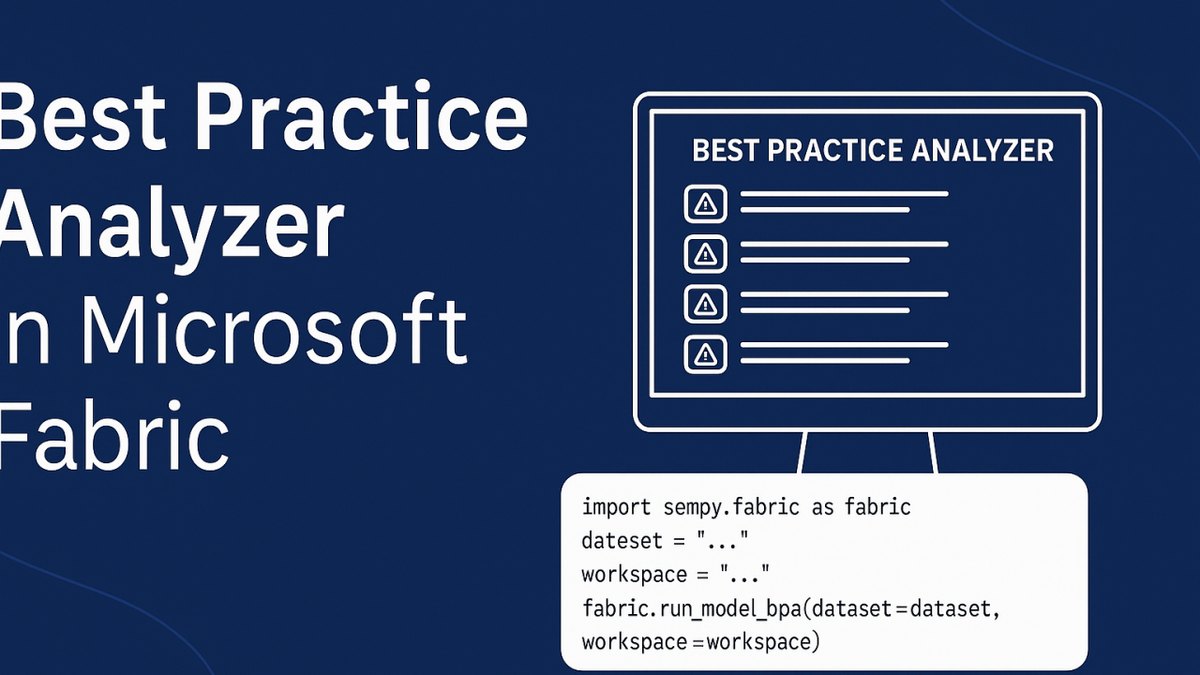 Best Practice
Analyzer
in Microsoft
Fabric
BEST PRACTICE ANALYZER
import sempy.fabric as fabric
dateset = "..."
workspace = "..."
fabric.run_model_bpa(dataset=dataset,
workspace=workspace)